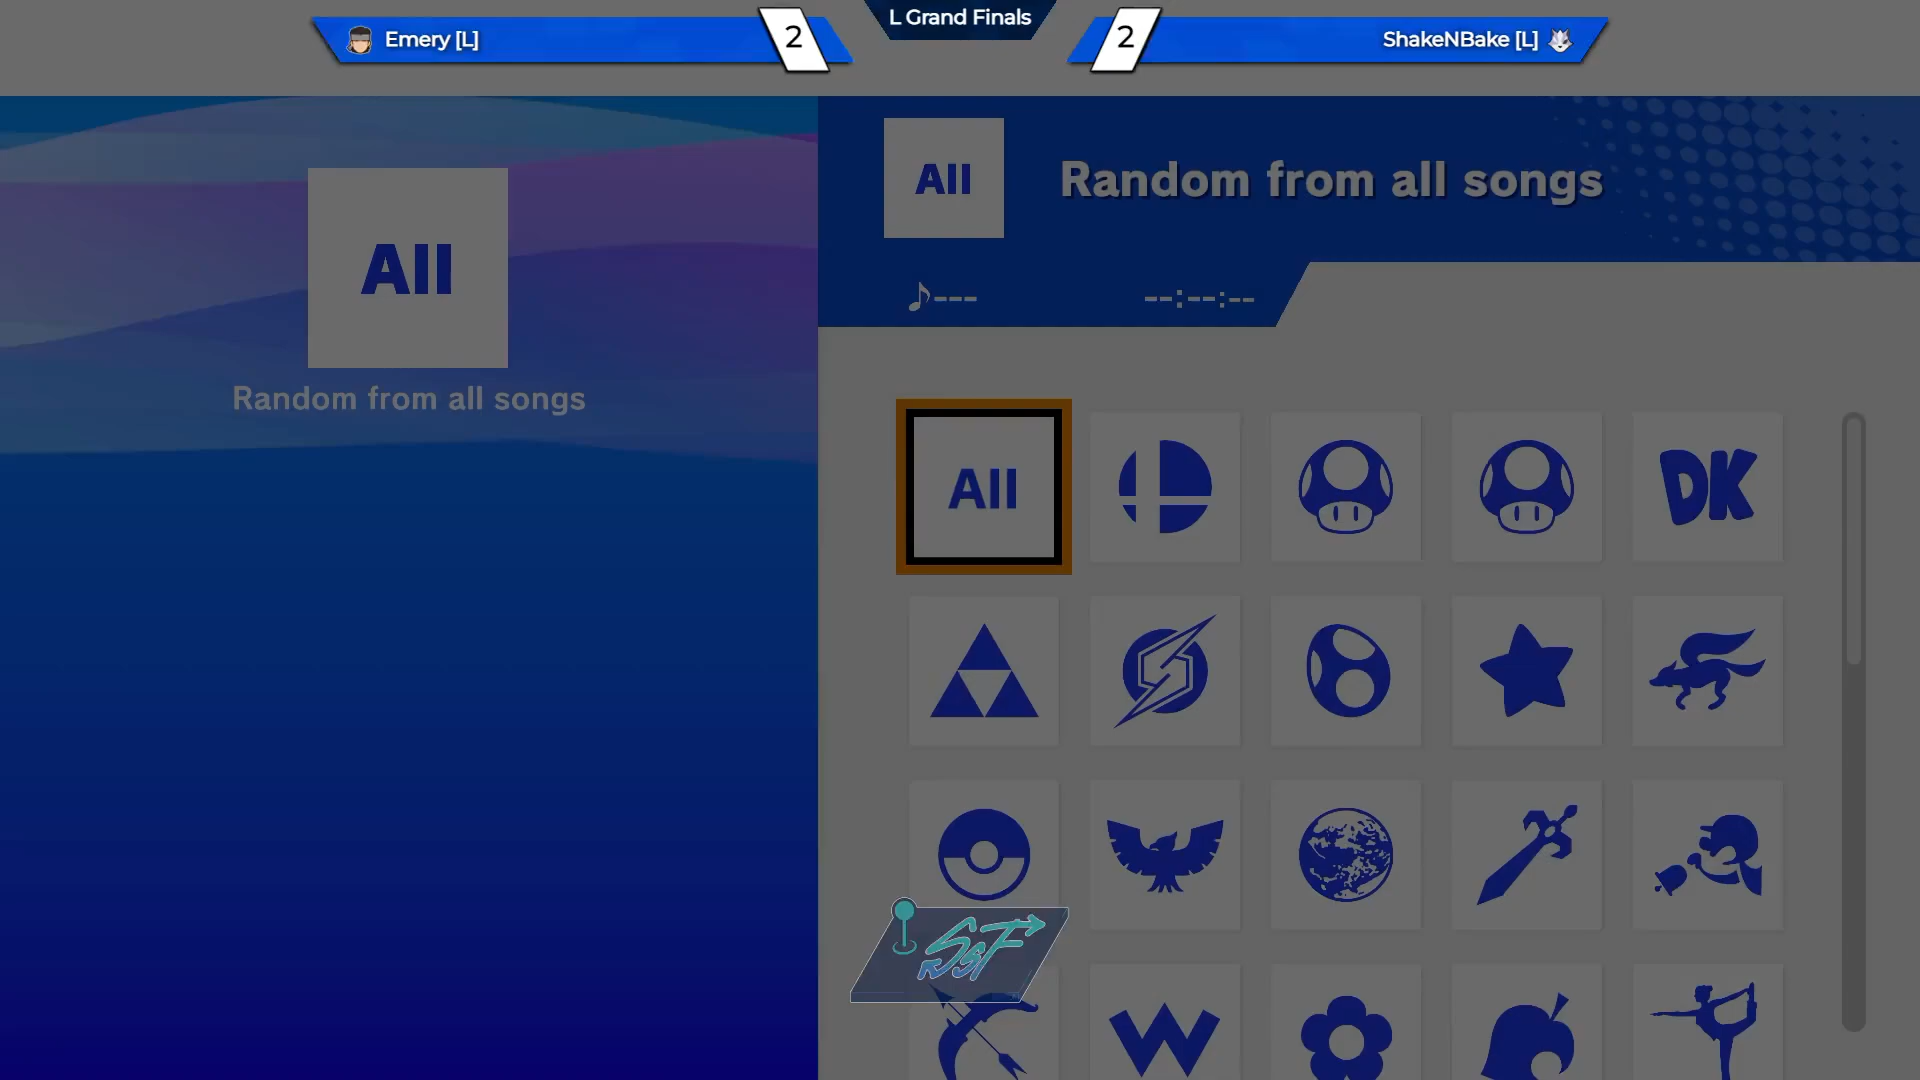 Emery [L]
2
L Grand Finals
2
ShakeNBake [L]
All
Random from all songs
All
Random from all songs
♪---
--:--:--
All
DK